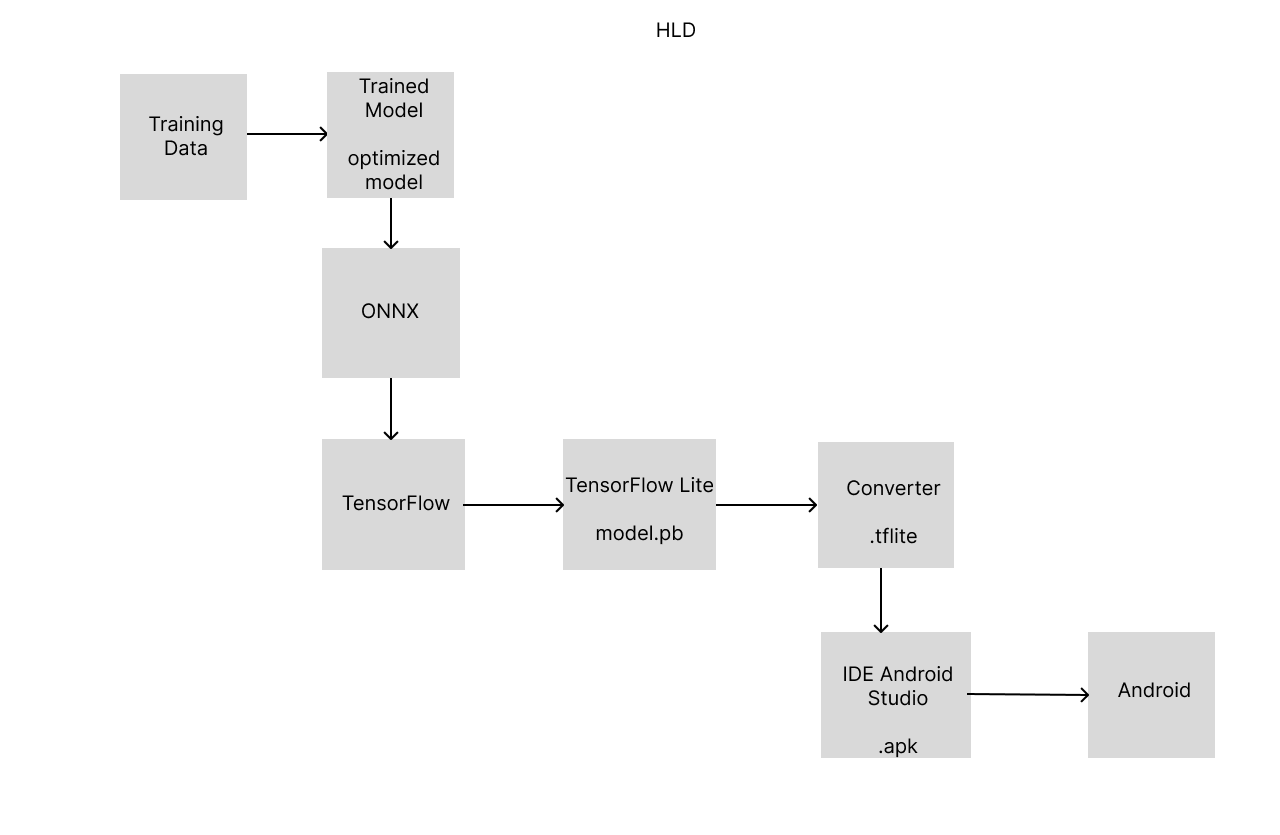 HLD
Training
Data
Trained
Model
optimized
model
ONNX
TensorFlow
TensorFlow Lite
model.pb
Converter
.tflite
IDE Android
Studio
.apk
Android